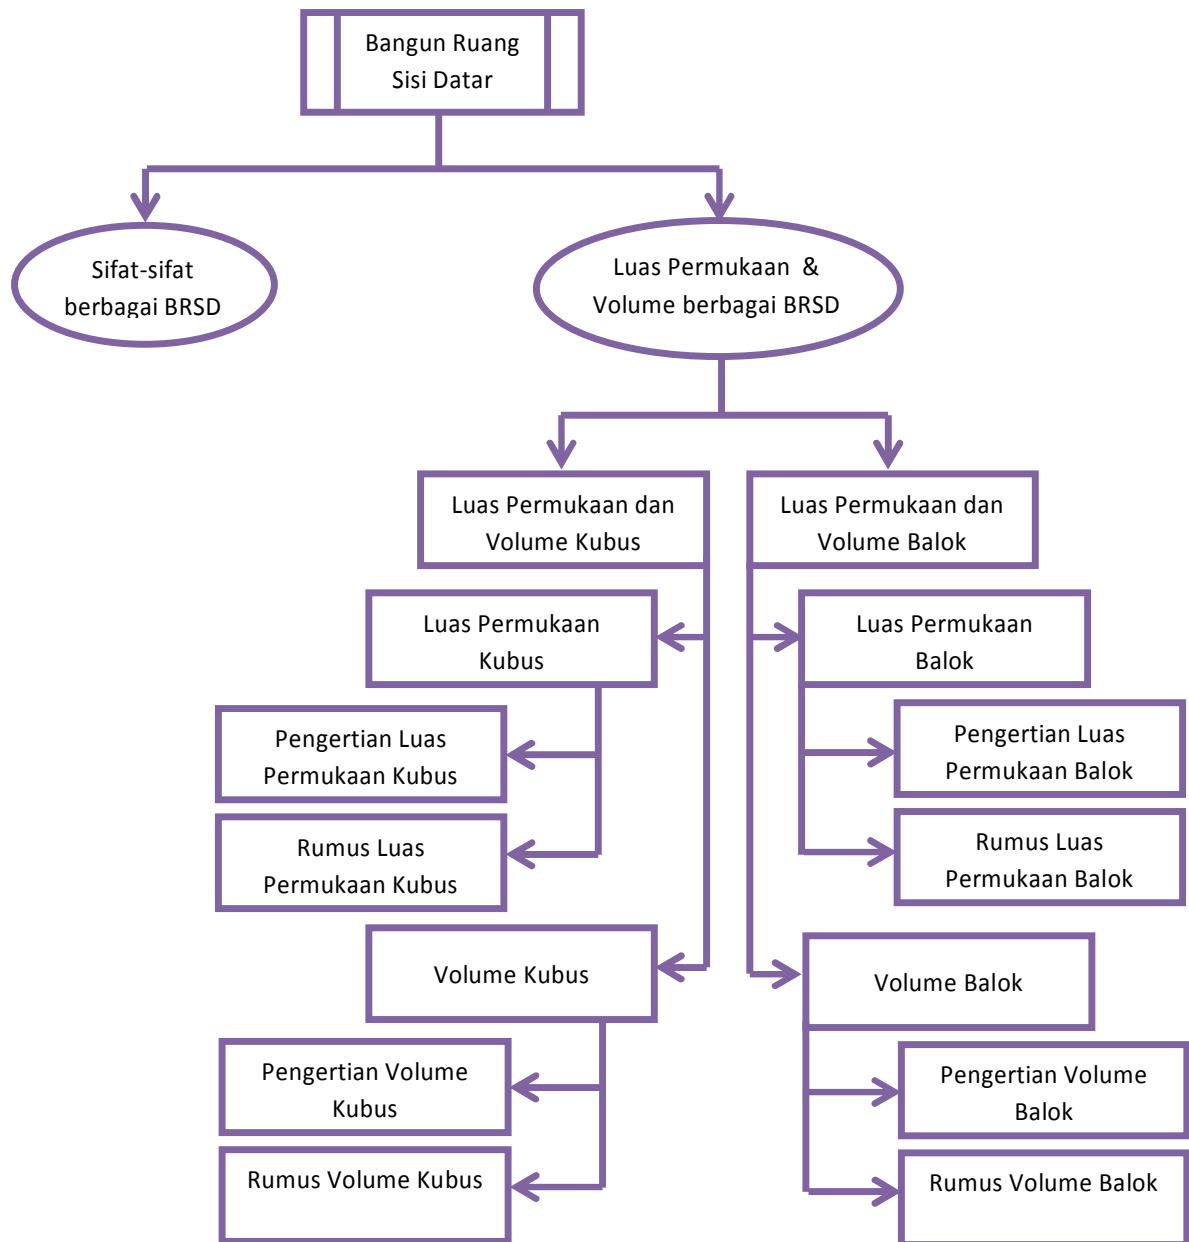 Bangun Ruang
Sisi Datar
Sifat-sifat
berbagai BRSD
Luas Permukaan &
Volume berbagai BRSD
Luas Permukaan dan
Volume Kubus
Luas Permukaan dan
Volume Balok
Luas Permukaan
Kubus
Luas Permukaan
Balok
Pengertian Luas
Permukaan Kubus
Pengertian Luas
Permukaan Balok
Rumus Luas
Permukaan Kubus
Rumus Luas
Permukaan Balok
Volume Kubus
Volume Balok
Pengertian Volume
Kubus
Pengertian Volume
Balok
Rumus Volume Kubus
Rumus Volume Balok